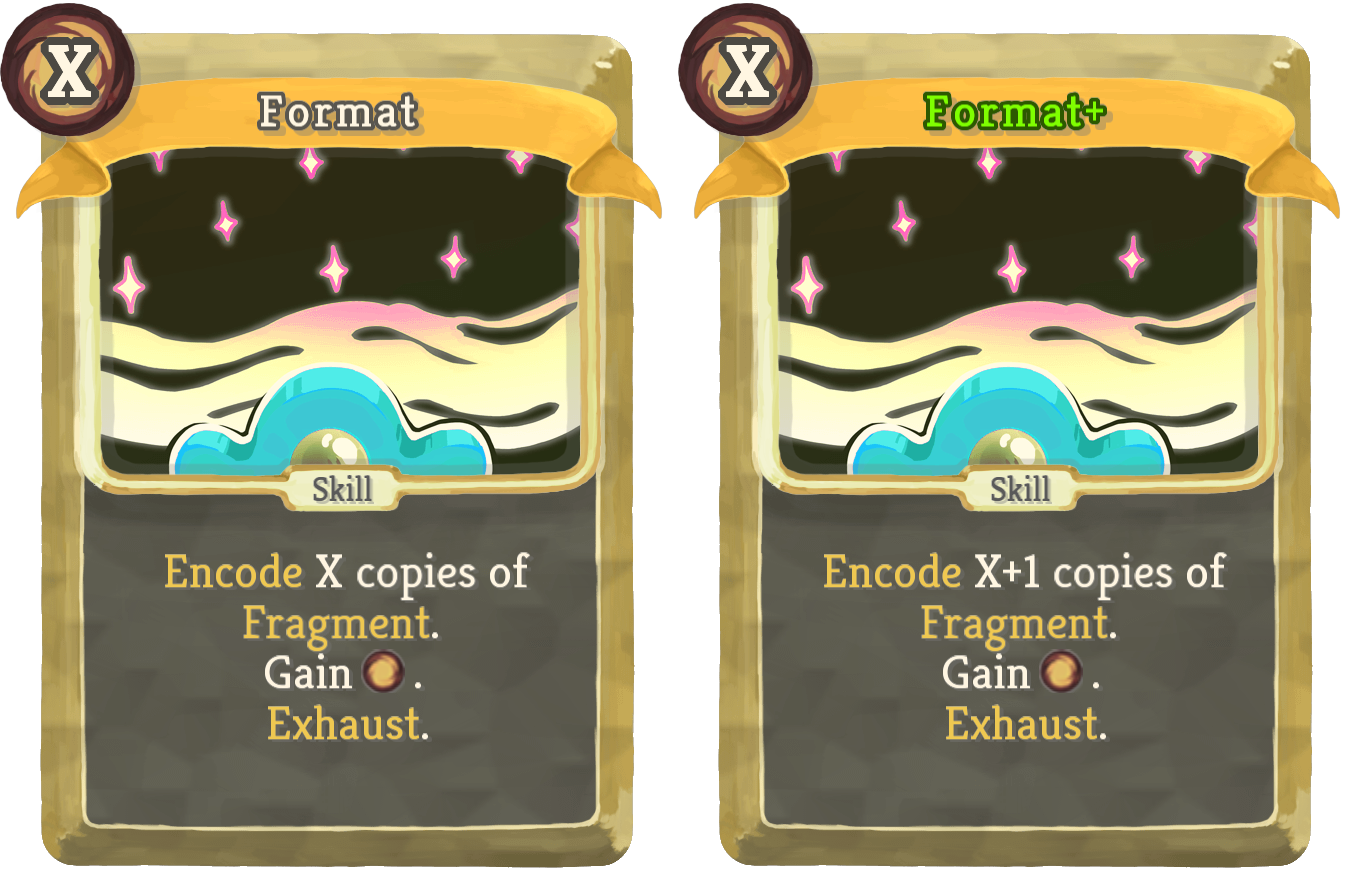 X
Format
Skill
Encode X copies of
Fragment.
Gain .
Exhaust.
X
Format+
Skill
Encode X+1 copies of
Fragment.
Gain .
Exhaust.